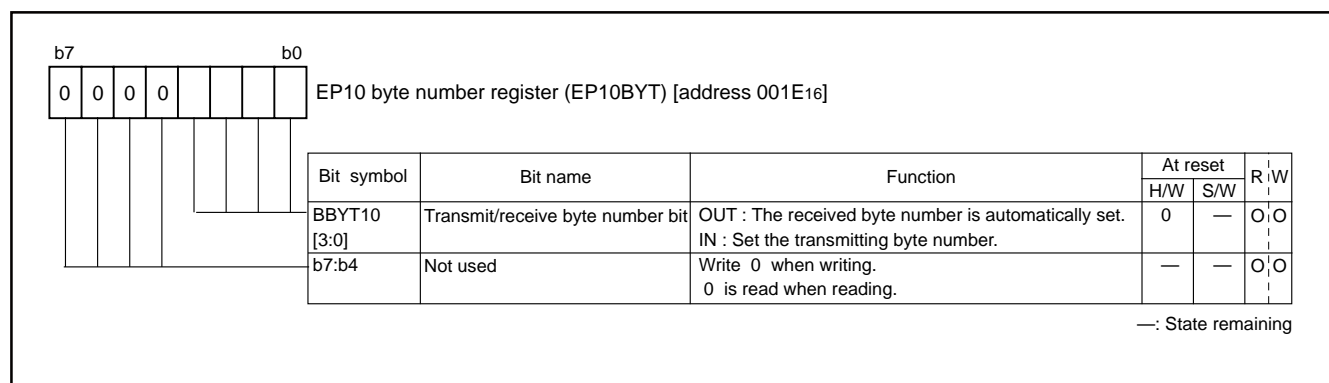 b7 b0
0 0 0 0
EP10 byte number register (EP10BYT) [address 001E16]
Bit symbol Bit name Function At reset R W
H/W S/W
BBYT10 Transmit/receive byte number bit OUT : The received byte number is automatically set. 0 — O O
[3:0] IN : Set the transmitting byte number.
b7:b4 Not used Write 0 when writing. — — O O
0 is read when reading.
—: State remaining